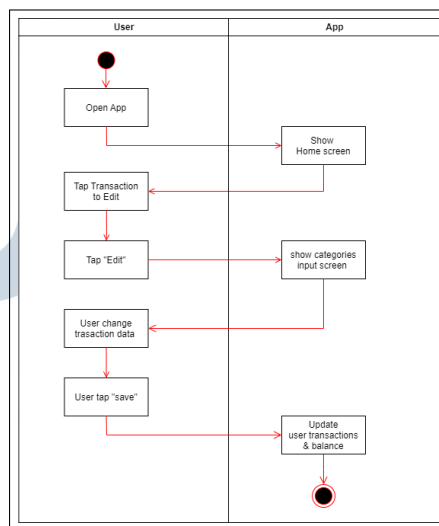 User
App
Open App
Show
Home screen
Tap Transaction
to Edit
Tap "Edit"
show categories
input screen
User change
trasaction data
User tap "save"
Update
user transactions
& balance